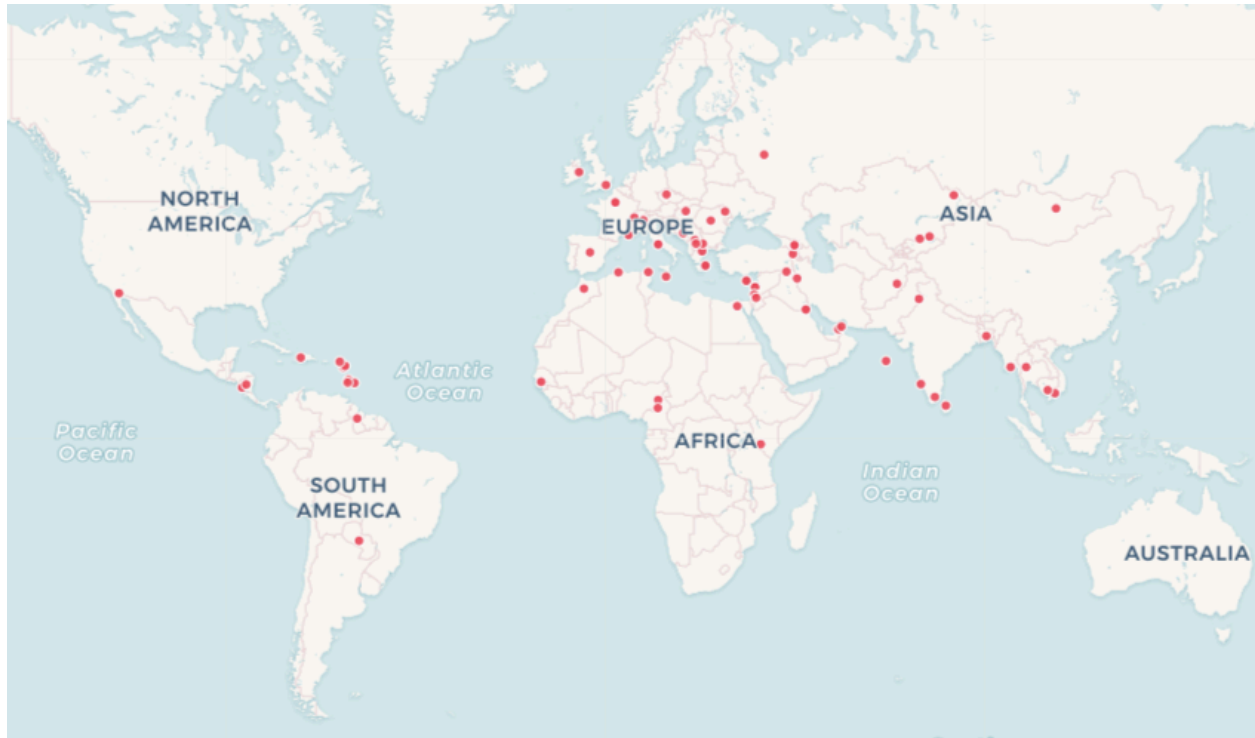 NORTH
AMERICA
EUROPE
ASIA
Atlantic
Ocean
Pacific
Ocean
AFRICA
Indian
Ocean
SOUTH
AMERICA
AUSTRALIA